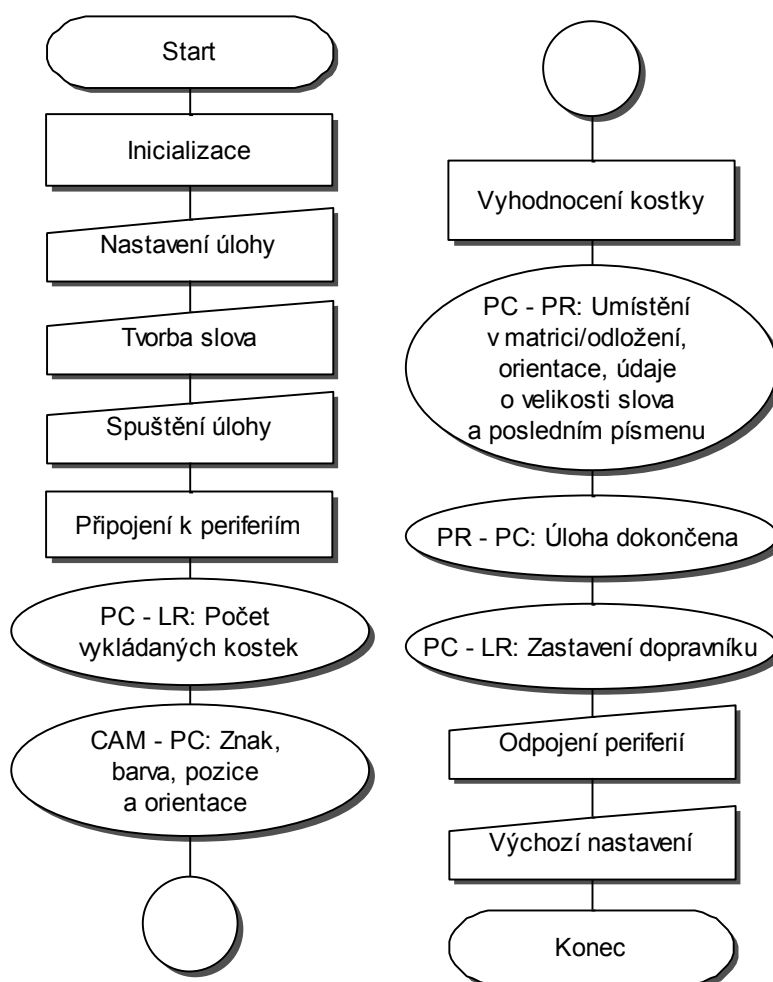 Start
Inicializace
Nastavení úlohy
Tvorba slova
Spuštění úlohy
Připojení k periferiím
PC - LR: Počet
vykládaných kostek
CAM - PC: Znak,
barva, pozice
a orientace
Vyhodnocení kostky
PC - PR: Umístění
v matrici/odložení,
orientace, údaje
o velikosti slova
a posledním písmenu
PR - PC: Úloha dokončena
PC - LR: Zastavení dopravníku
Odpojení periferií
Výchozí nastavení
Konec